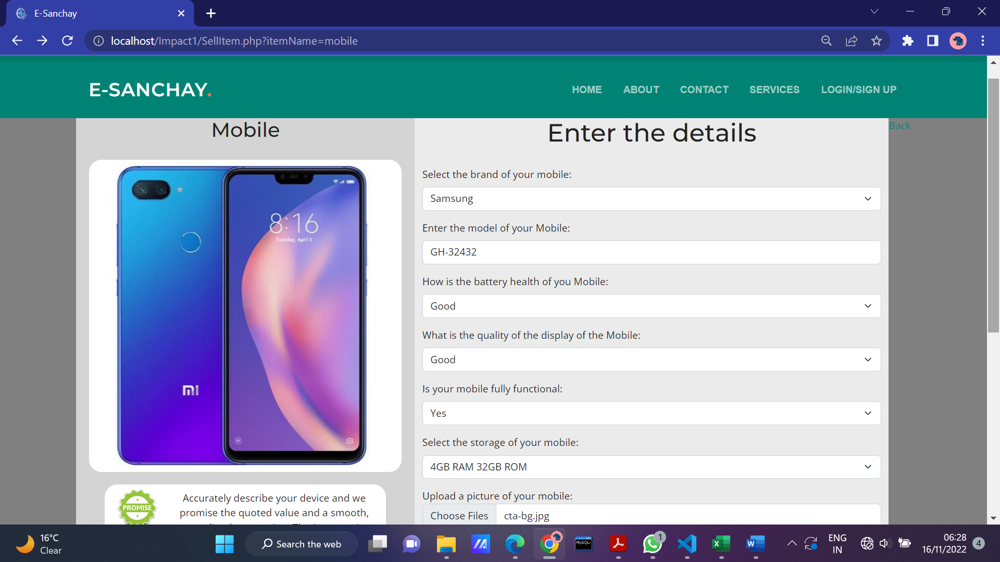 E-Sanchay
localhost/Impact1/SellItem.php?itemName=mobile
E-SANCHAY.
HOME ABOUT CONTACT SERVICES LOGIN/SIGN UP
Mobile
8:16
Tuesday, April 6
MI
PROMISE
Accurately describe your device and we
promise the quoted value and a smooth,
Enter the details
Back
Select the brand of your mobile:
Samsung
Enter the model of your Mobile:
GH-32432
How is the battery health of you Mobile:
Good
What is the quality of the display of the Mobile:
Good
Is your mobile fully functional:
Yes
Select the storage of your mobile:
4GB RAM 32GB ROM
Upload a picture of your mobile:
Choose Files cta-bg.jpg
16°C
Clear
Search the web
MySQL
1
X
W
ENG
IN
06:28
16/11/2022
4